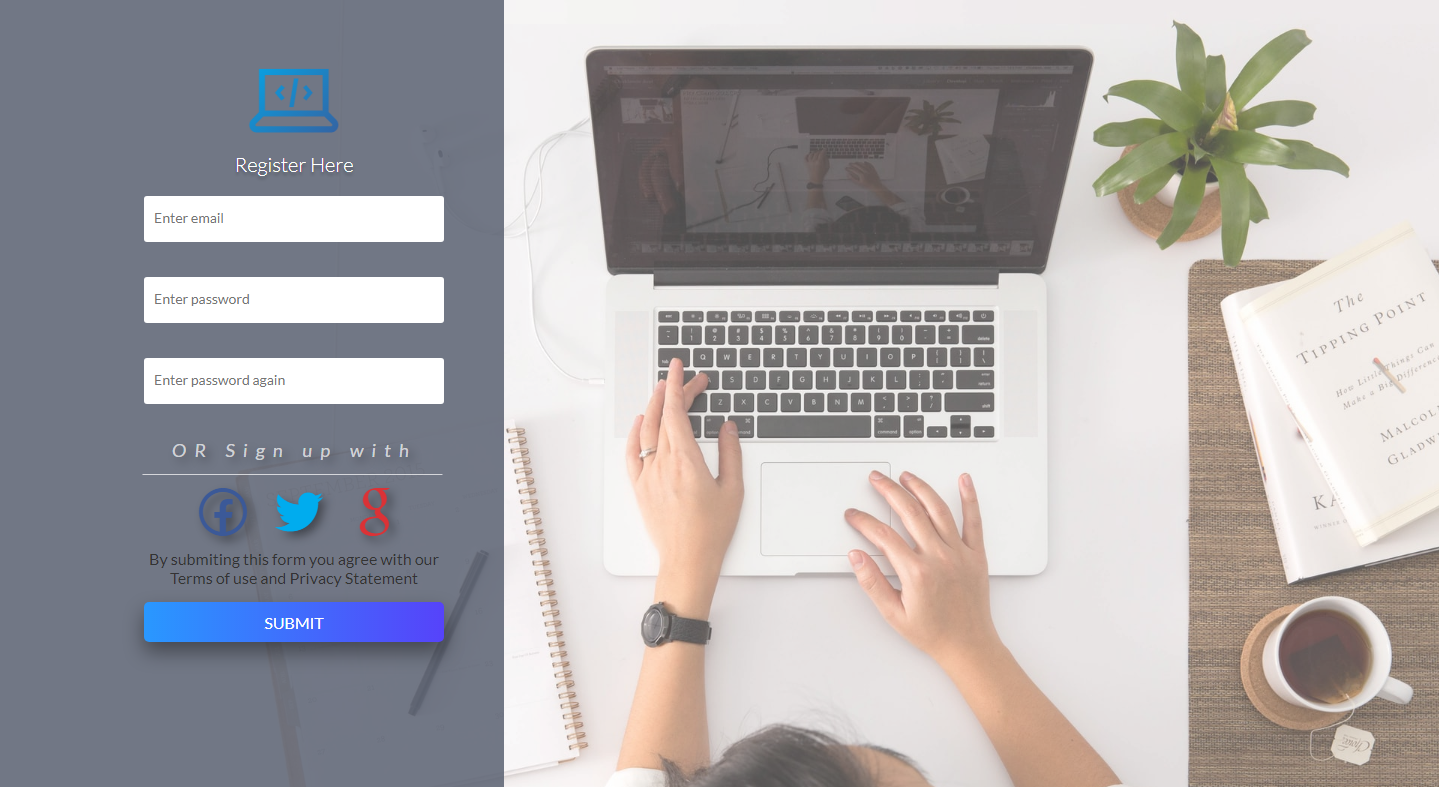 </>
Register Here
Enter email
Enter password
Enter password again
OR Sign up with
By submiting this form you agree with our
Terms of use and Privacy Statement
SUBMIT
The
TIPPING POINT
How Little Things Can
Make a Big Difference
MALCOLM
GLADW
KA
Q W E R T Y U I O P
A S D F G H J K L
Z X C V B N M